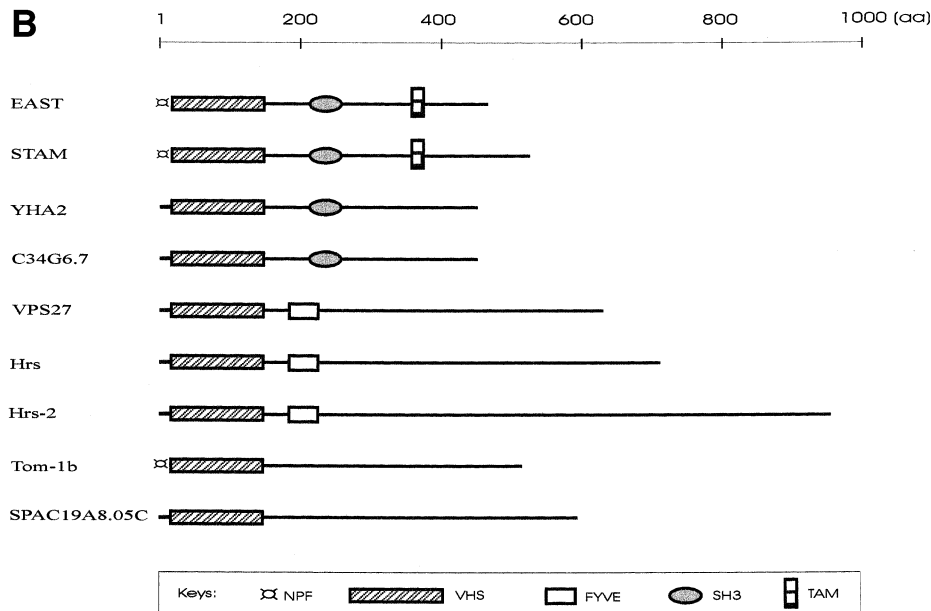 B
1 200 400 600 800 1000 (aa)
EAST
STAM
YHA2
C34G6.7
VPS27
Hrs
Hrs-2
Tom-1b
SPAC19A8.05C
Keys: NPF VHS FYVE SH3 TAM